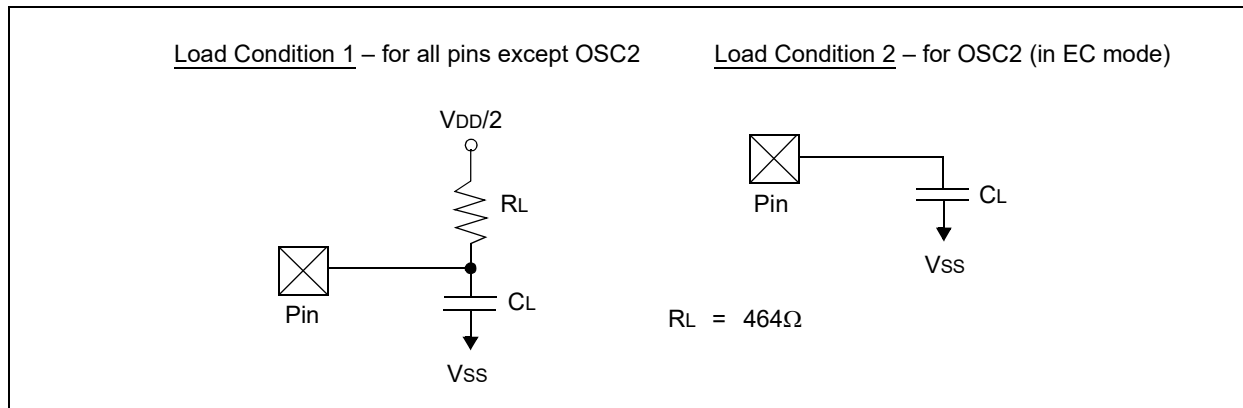 Load Condition 1 – for all pins except OSC2
VDD/2
RL
Pin
CL
VSS
Load Condition 2 – for OSC2 (in EC mode)
Pin
CL
VSS
RL = 464Ω